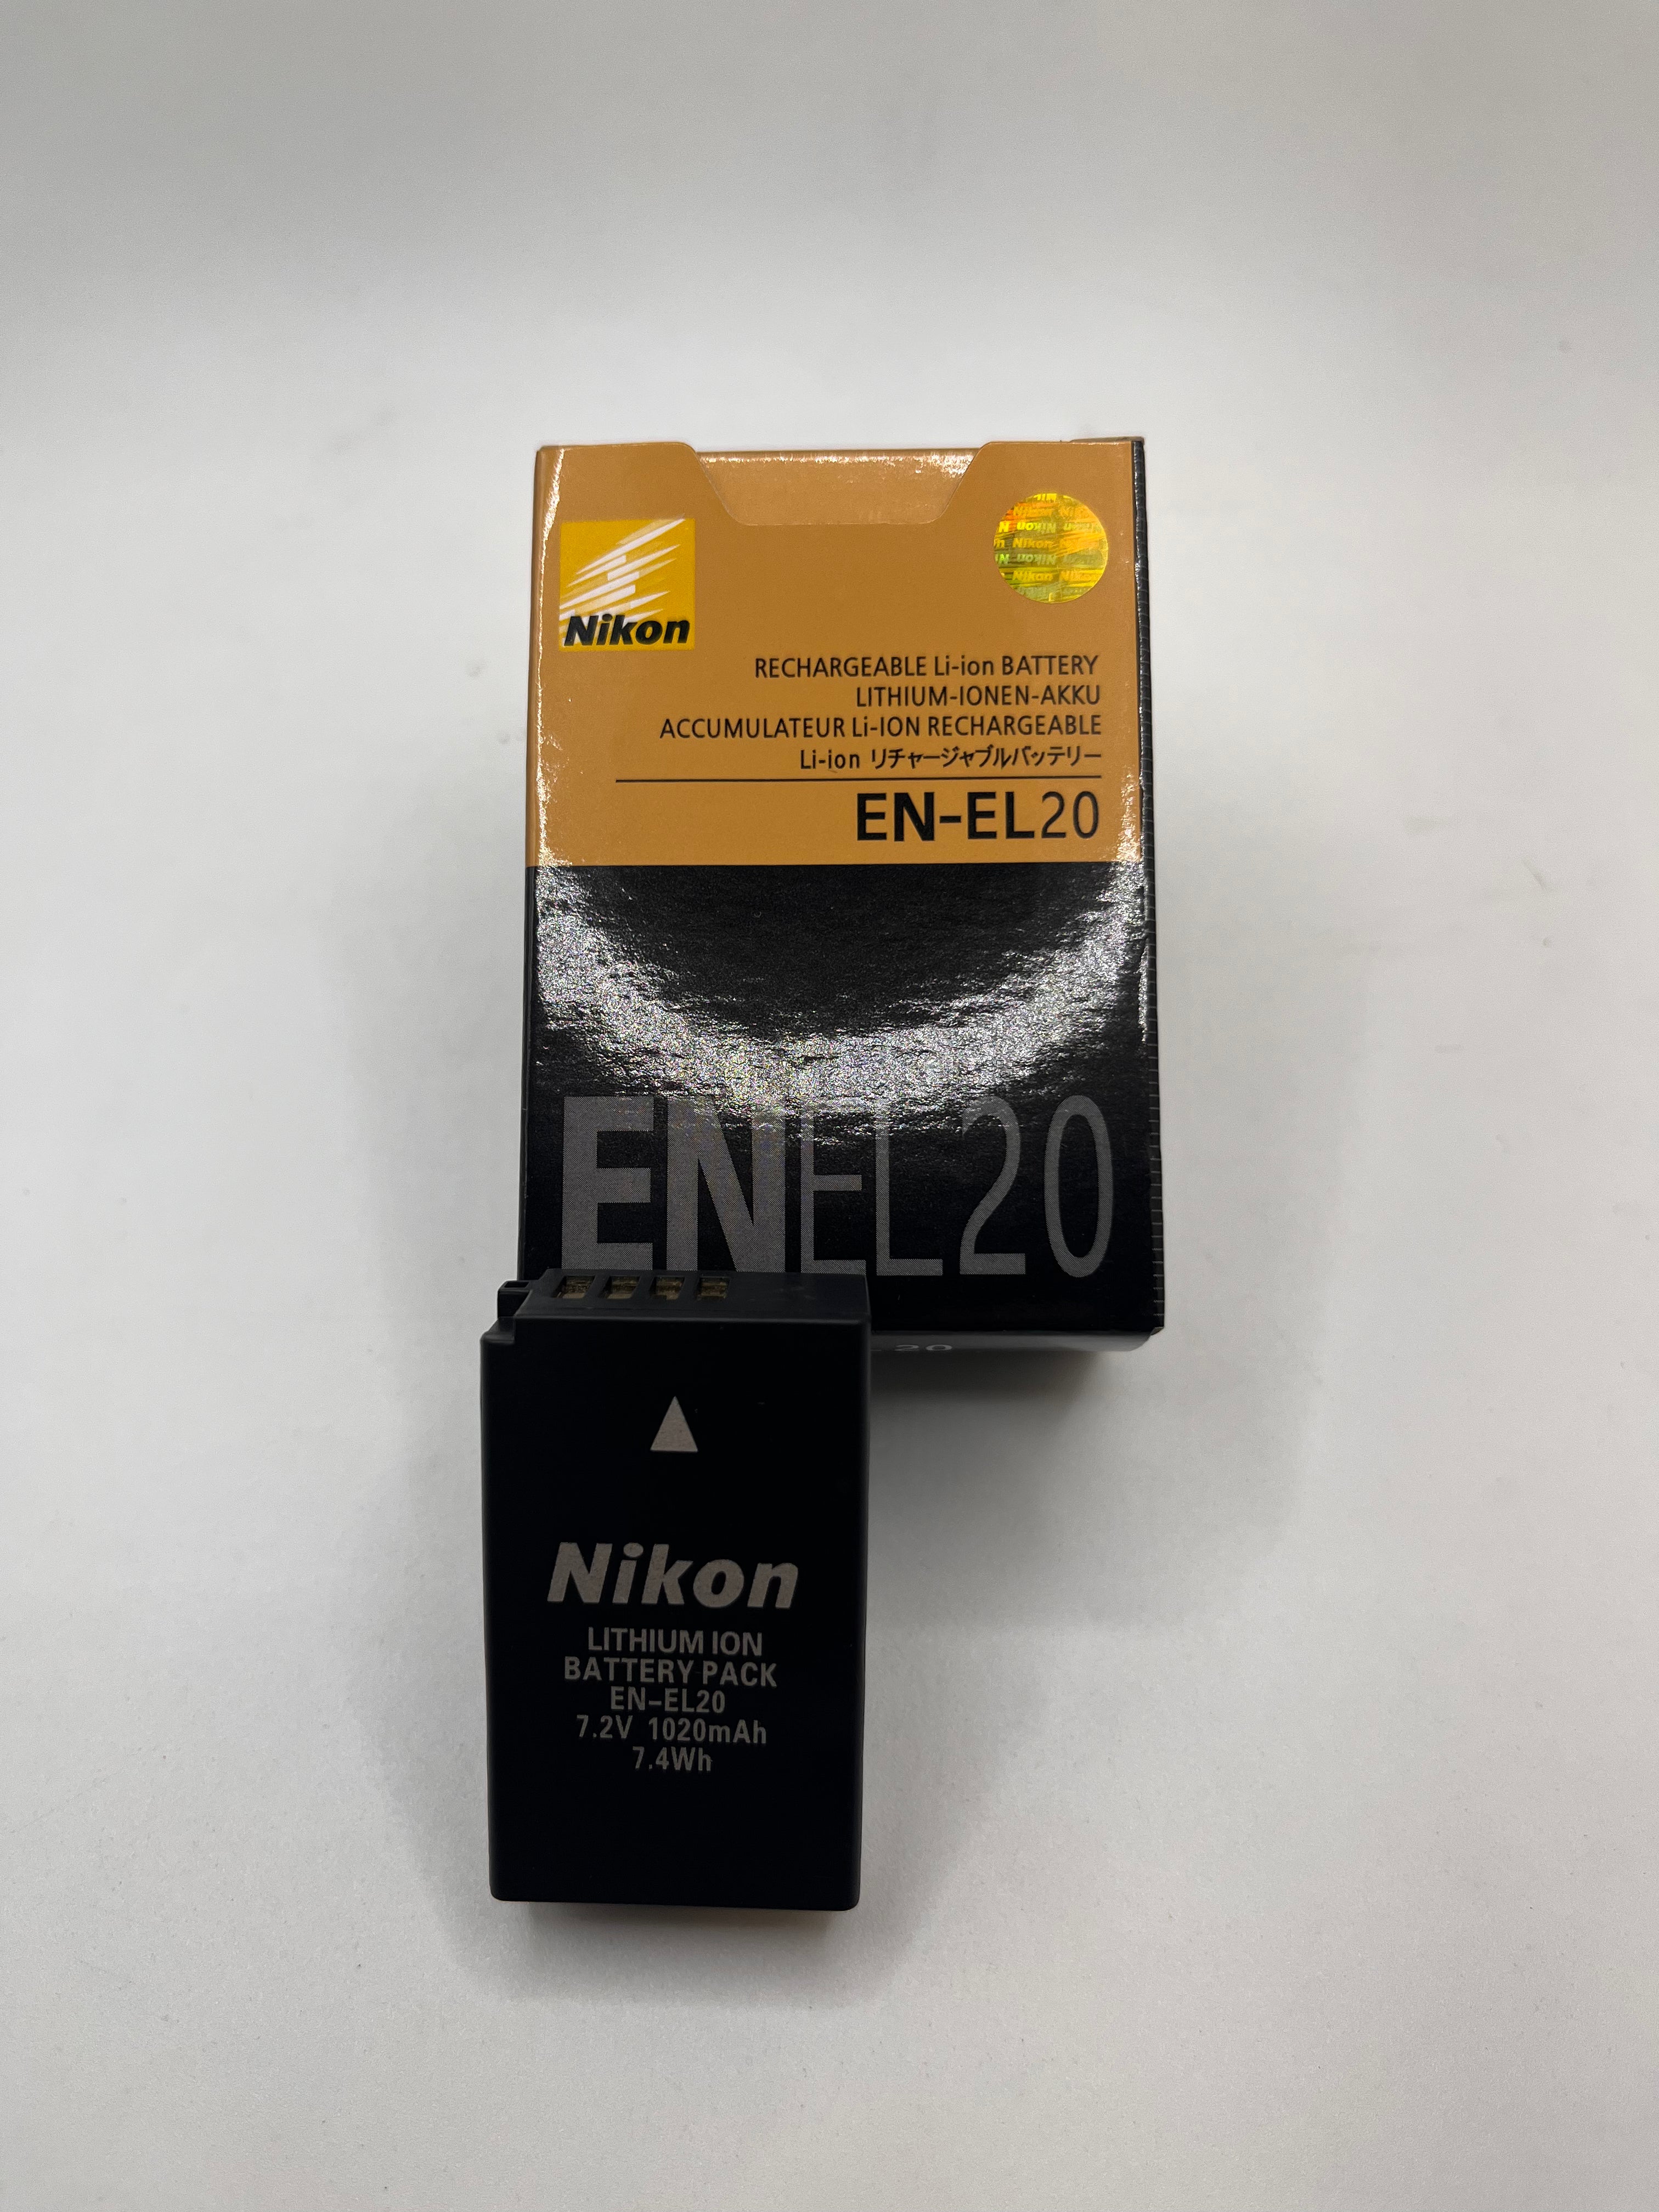 Nikon
Nikon
RECHARGEABLE Li-ion BATTERY
LITHIUM-IONEN-AKKU
ACCUMULATEUR Li-ION RECHARGEABLE
Li-ion リチャージャブルバッテリー
EN-EL20
ENEL20
20
Nikon
LITHIUM ION
BATTERY PACK
EN-EL20
7.2V 1020mAh
7.4Wh